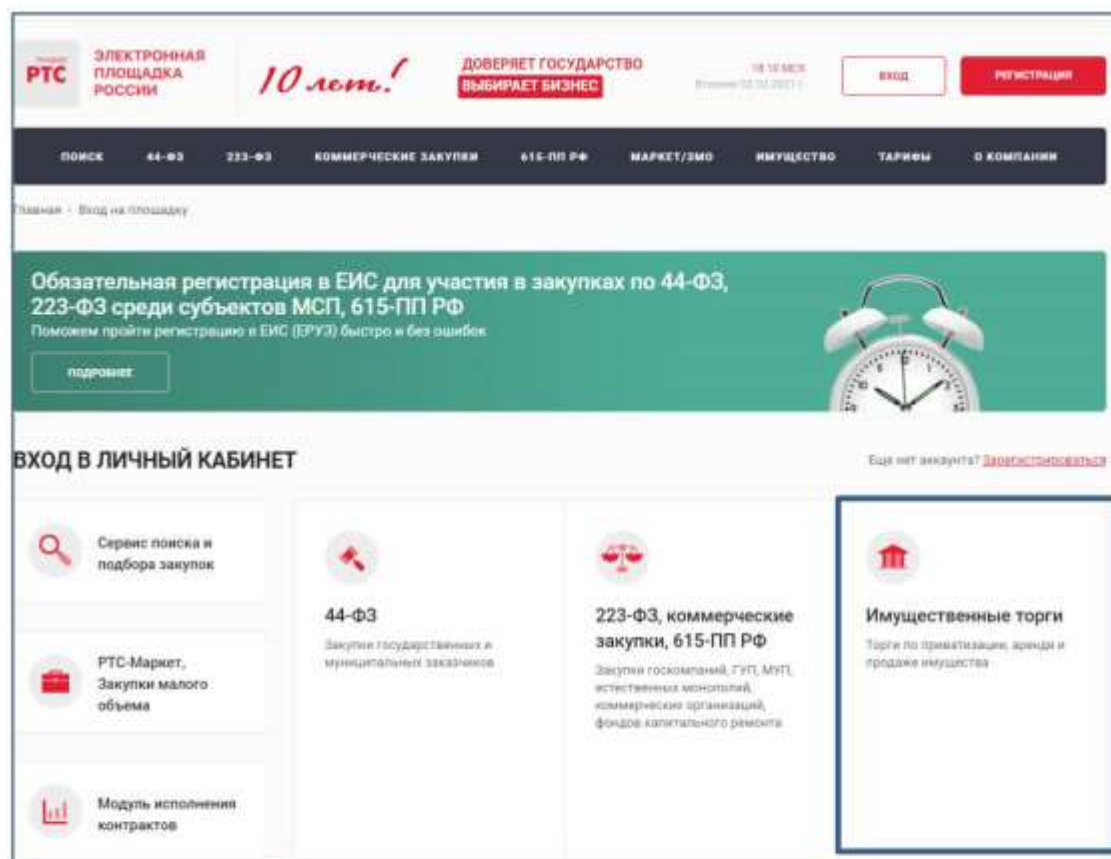 РТС
ЭЛЕКТРОННАЯ
ПЛОЩАДКА
РОССИИ
10 лет!
ДОВЕРЯЕТ ГОСУДАРСТВО
ВЫБИРАЕТ БИЗНЕС
ВХОД
РЕГИСТРАЦИЯ
ПОИСК 44-ФЗ 223-ФЗ КОММЕРЧЕСКИЕ ЗАКУПКИ 615-ПП РФ МАРКЕТ/ЗМО ИМУЩЕСТВО ТАРИФЫ О КОМПАНИИ
Главная - Вход на площадку
Обязательная регистрация в ЕИС для участия в закупках по 44-ФЗ,
223-ФЗ среди субъектов МСП, 615-ПП РФ
Поможем пройти регистрацию в ЕИС (ЕРУЗ) быстро и без ошибок
ПОДРОБНЕЕ
ВХОД В ЛИЧНЫЙ КАБИНЕТ
Еще нет аккаунта? Зарегистрироваться
Сервис поиска и
подбора закупок
РТС-Маркет,
Закупки малого
объема
Модуль исполнения
контрактов
44-ФЗ
Закупки государственных и
муниципальных заказчиков
223-ФЗ, коммерческие
закупки, 615-ПП РФ
Закупки госкомпаний, ГУП, МУП,
естественных монополий,
коммерческих организаций,
фондов капитального ремонта
Имущественные торги
Торги по приватизации, аренде и
продаже имущества